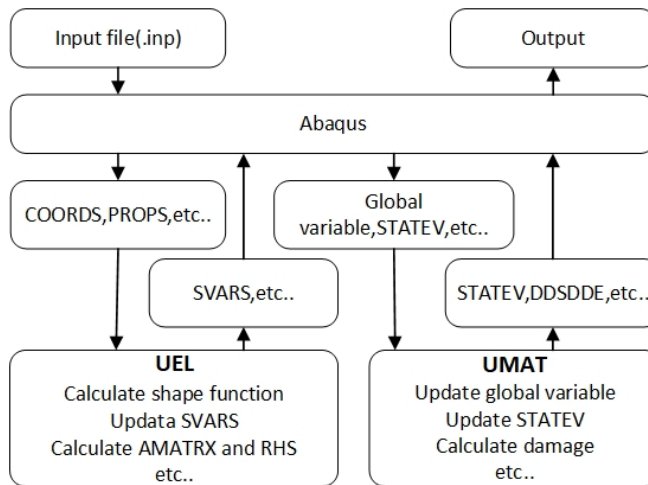 Input file(.inp)
Output
Abaqus
COORDS,PROPS,etc..
Global
variable,STATEV,etc..
SVARS,etc..
STATEV,DDSDDE,etc..
UEL
Calculate shape function
Updata SVARS
Calculate AMATRX and RHS
etc..
UMAT
Update global variable
Update STATEV
Calculate damage
etc..